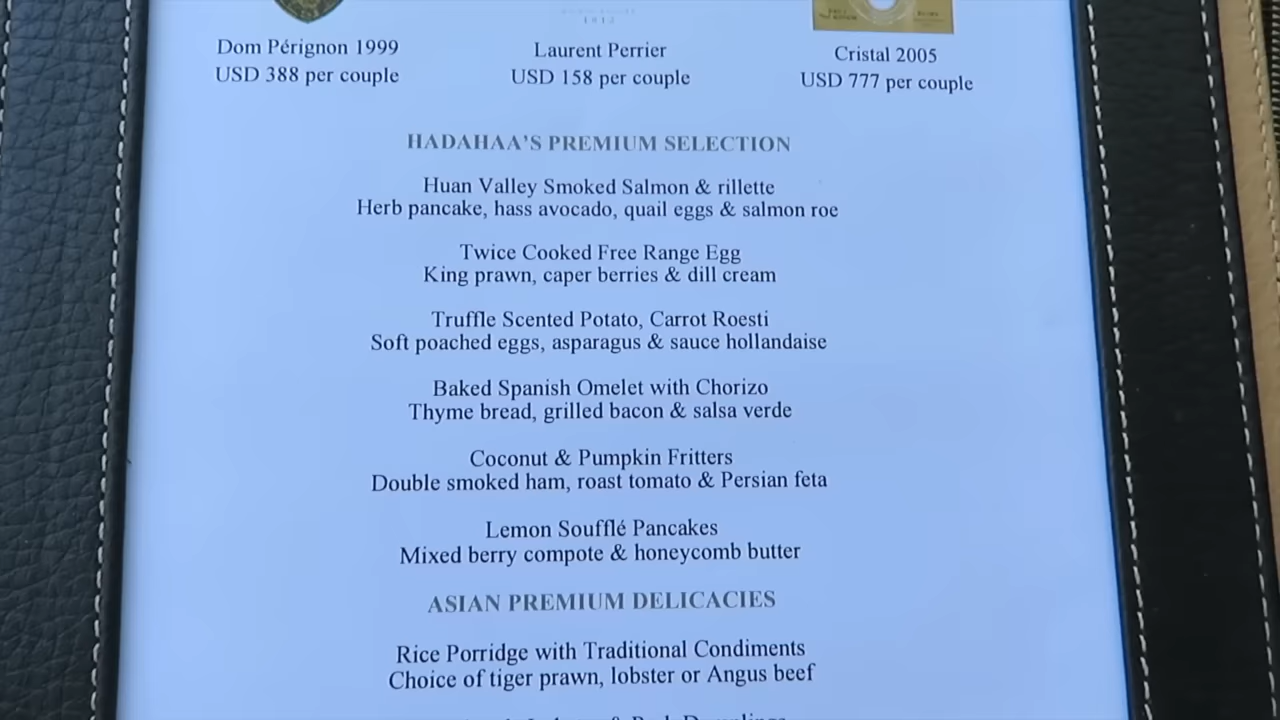 1812
Dom Pérignon 1999
USD 388 per couple
Laurent Perrier
USD 158 per couple
Cristal 2005
USD 777 per couple
HADAHAA'S PREMIUM SELECTION
Huan Valley Smoked Salmon & rillette
Herb pancake, hass avocado, quail eggs & salmon roe
Twice Cooked Free Range Egg
King prawn, caper berries & dill cream
Truffle Scented Potato, Carrot Roesti
Soft poached eggs, asparagus & sauce hollandaise
Baked Spanish Omelet with Chorizo
Thyme bread, grilled bacon & salsa verde
Coconut & Pumpkin Fritters
Double smoked ham, roast tomato & Persian feta
Lemon Soufflé Pancakes
Mixed berry compote & honeycomb butter
ASIAN PREMIUM DELICACIES
Rice Porridge with Traditional Condiments
Choice of tiger prawn, lobster or Angus beef